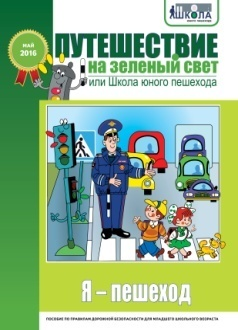 ШКОЛА
МАЙ
2016
ПУТЕШЕСТВИЕ
НА ЗЕЛЕНЫЙ СВЕТ
или Школа юного пешехода
Я – пешеход
ПОСОБИЕ ПО ПРАВИЛАМ ДОРОЖНОЙ БЕЗОПАСНОСТИ ДЛЯ МЛАДШЕГО ШКОЛЬНОГО ВОЗРАСТА